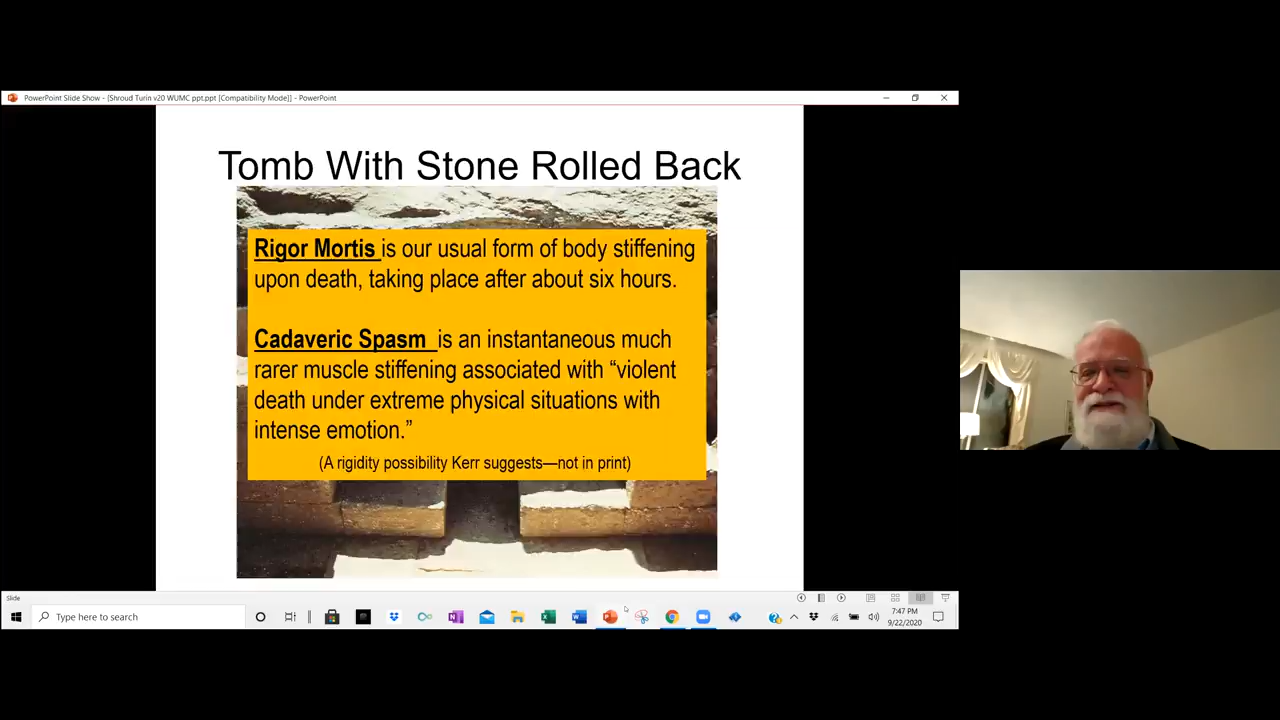 PowerPoint Slide Show - [Shroud Turin v20 WUMC ppt.ppt [Compatibility Mode]] - PowerPoint
Tomb With Stone Rolled Back
Rigor Mortis is our usual form of body stiffening
upon death, taking place after about six hours.
Cadaveric Spasm is an instantaneous much
rarer muscle stiffening associated with “violent
death under extreme physical situations with
intense emotion.”
(A rigidity possibility Kerr suggests—not in print)
Slide
Type here to search
7:47 PM
9/22/2020